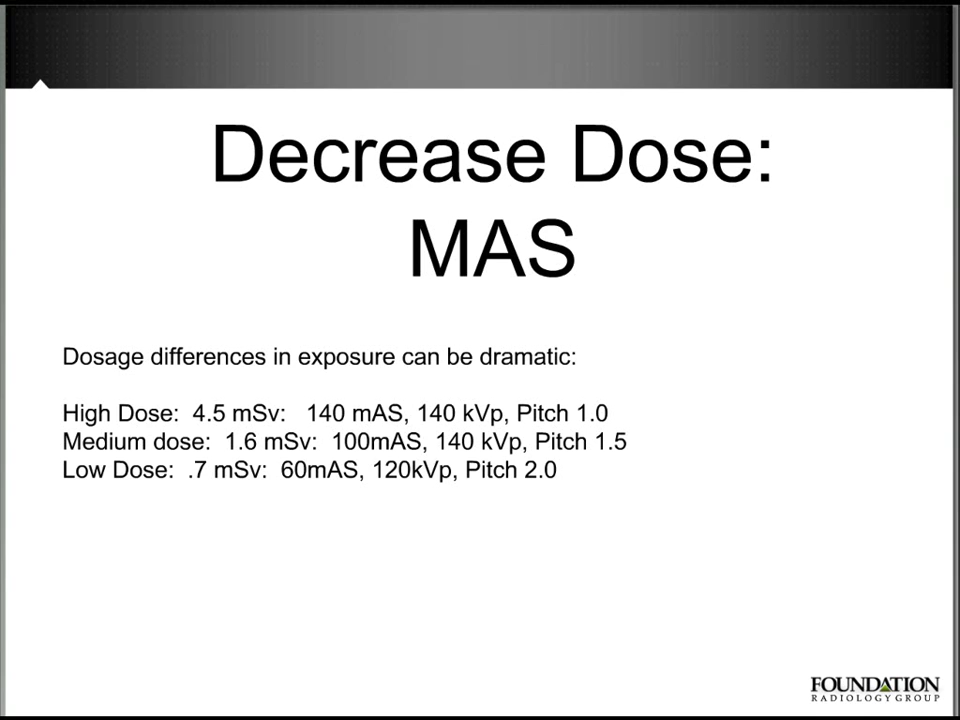 Decrease Dose:
MAS
Dosage differences in exposure can be dramatic:
High Dose:  4.5 mSv:   140 mAS, 140 kVp, Pitch 1.0
Medium dose:  1.6 mSv:  100mAS, 140 kVp, Pitch 1.5
Low Dose:  .7 mSv:  60mAS, 120kVp, Pitch 2.0
FOUNDATION
RADIOLOGY GROUP